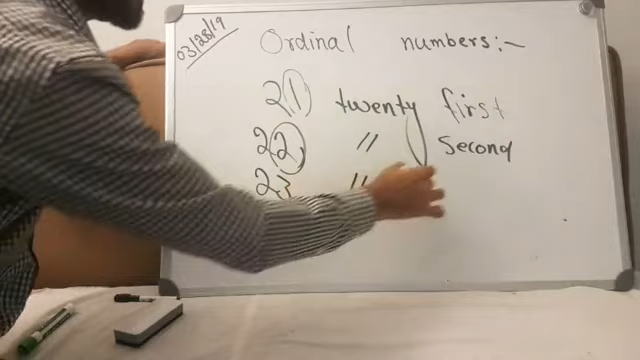 03/28/19
Ordinal numbers:-
21 twenty first
22 " second
23 "